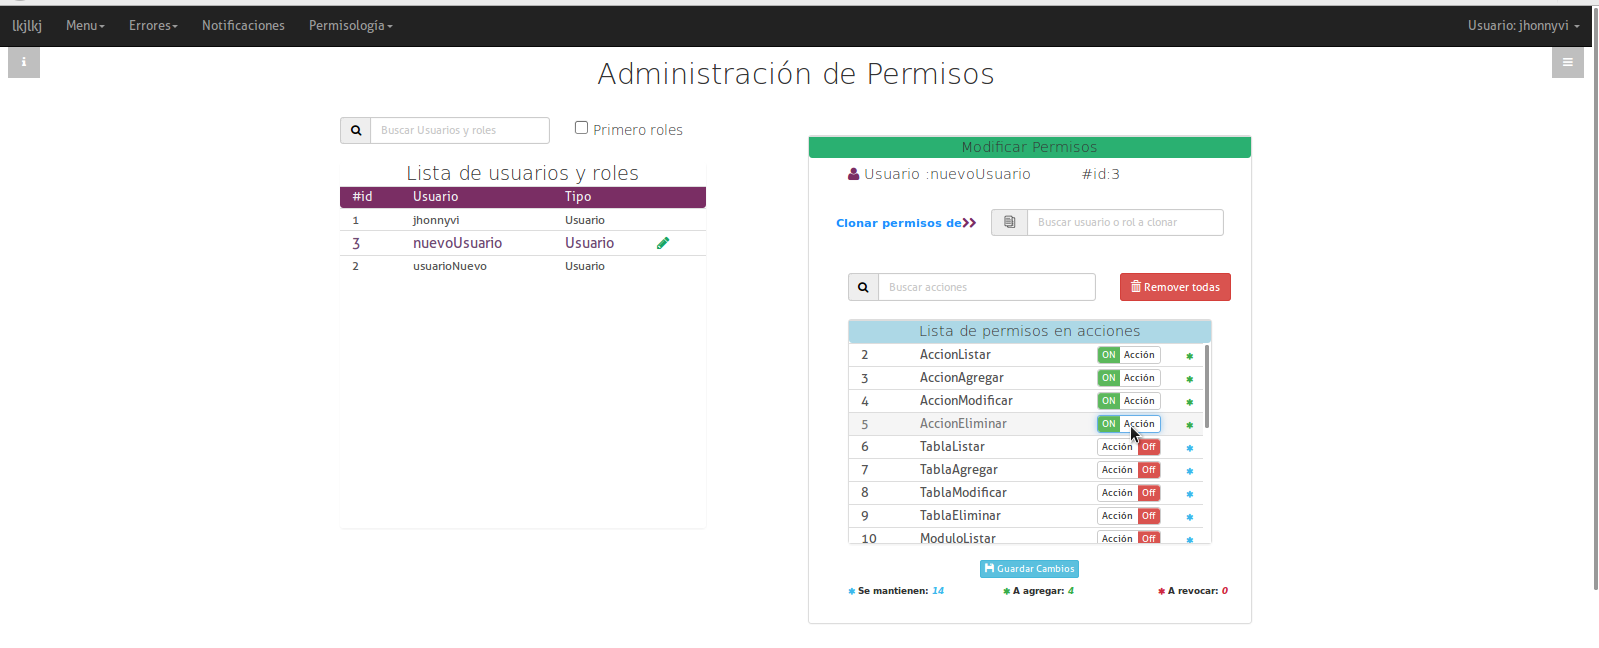 lkjlkj Menu Errores Notificaciones Permisología Usuario: jhonnyvi
Administración de Permisos
Buscar Usuarios y roles Primero roles
Lista de usuarios y roles
#id Usuario Tipo
1 jhonnyvi Usuario
3 nuevoUsuario Usuario
2 usuarioNuevo Usuario
Modificar Permisos
Usuario :nuevoUsuario #id:3
Clonar permisos de Buscar usuario o rol a clonar
Buscar acciones Remover todas
Lista de permisos en acciones
2 AccionListar ON Acción *
3 AccionAgregar ON Acción *
4 AccionModificar ON Acción *
5 AccionEliminar ON Acción *
6 TablaListar Acción Off *
7 TablaAgregar Acción Off *
8 TablaModificar Acción Off *
9 TablaEliminar Acción Off *
10 ModuloListar Acción Off *
Guardar Cambios
* Se mantienen: 14 * A agregar: 4 * A revocar: 0